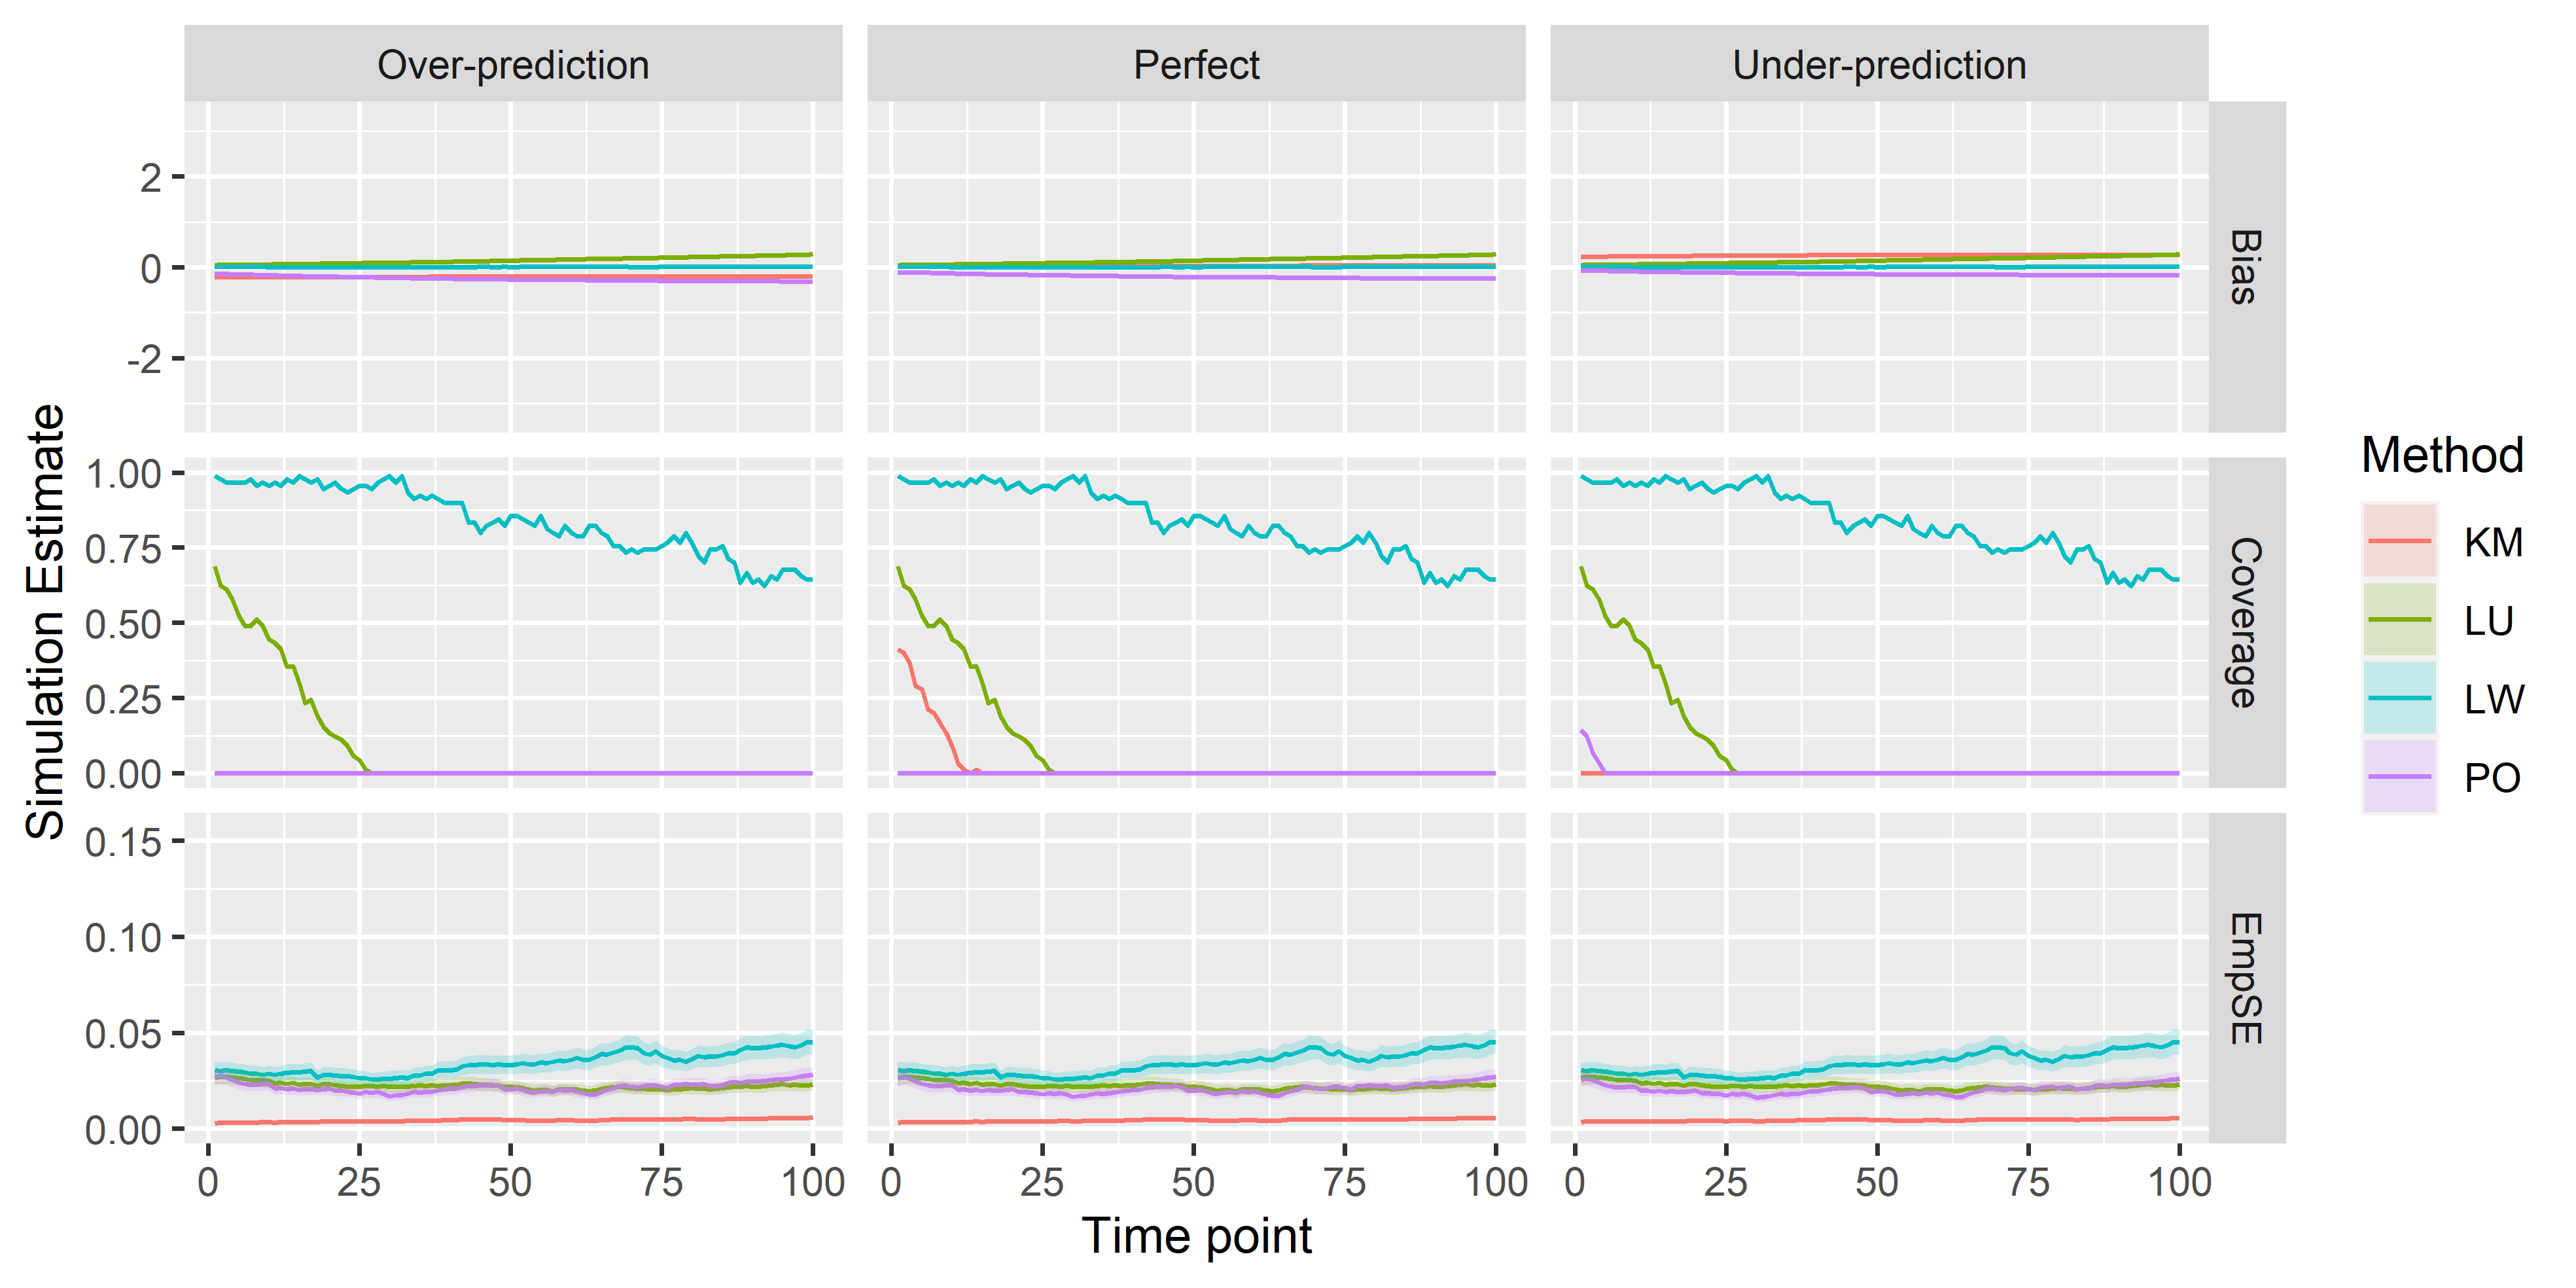 Over-prediction
Perfect
Under-prediction
2
0
-2
Bias
1.00
0.75
0.50
0.25
0.00
Coverage
0.15
0.10
0.05
0.00
EmpSE
0 25 50 75 100
0 25 50 75 100
0 25 50 75 100
Time point
Simulation Estimate
Method
KM
LU
LW
PO